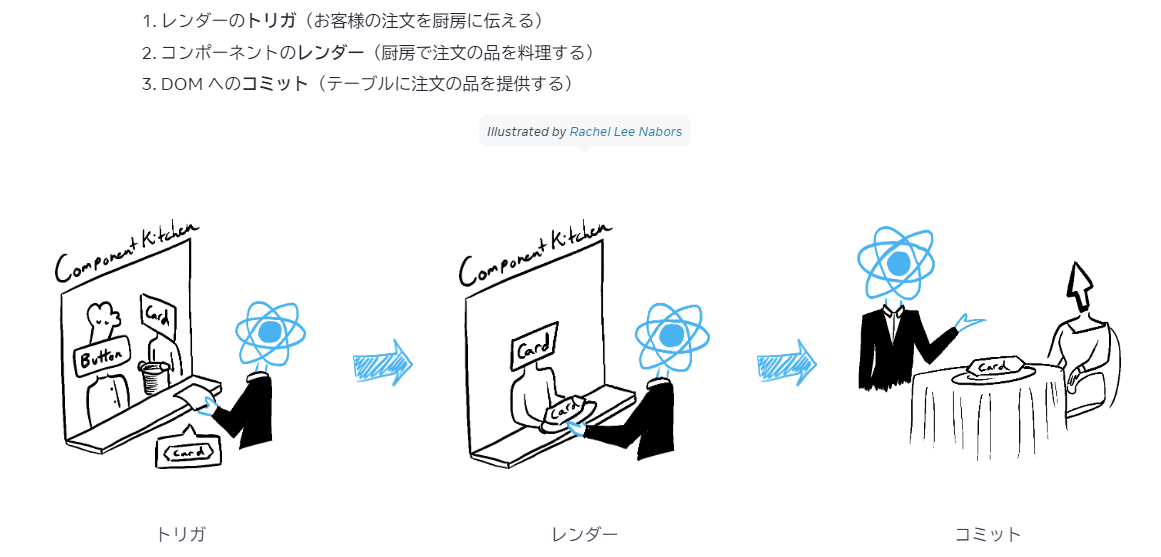 1. レンダーのトリガ（お客様の注文を厨房に伝える）
2. コンポーネントのレンダー（厨房で注文の品を料理する）
3. DOM へのコミット（テーブルに注文の品を提供する）
Illustrated by Rachel Lee Nabors
Component Kitchen
Button
Card
Card
Component Kitchen
Card
Card
Card
トリガ
レンダー
コミット